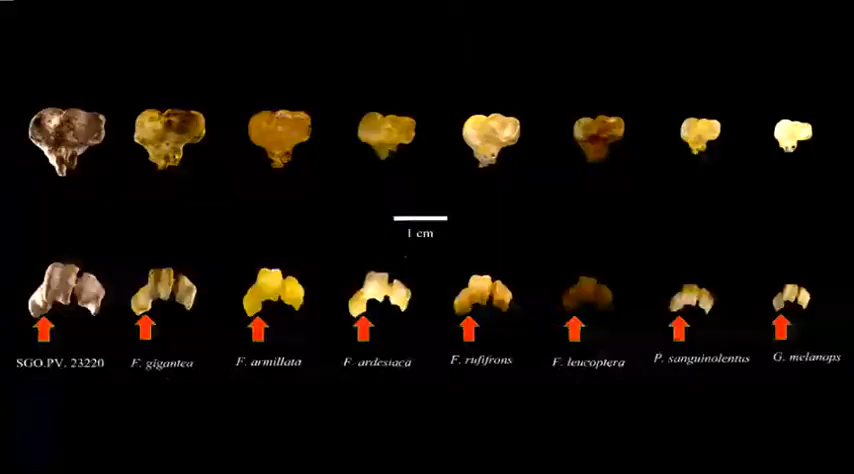 1 cm
SGO.PV. 23220 F. gigantea F. armillata F. ardesiaca F. rufifrons F. leucoptera P. sanguinolentus G. melanops